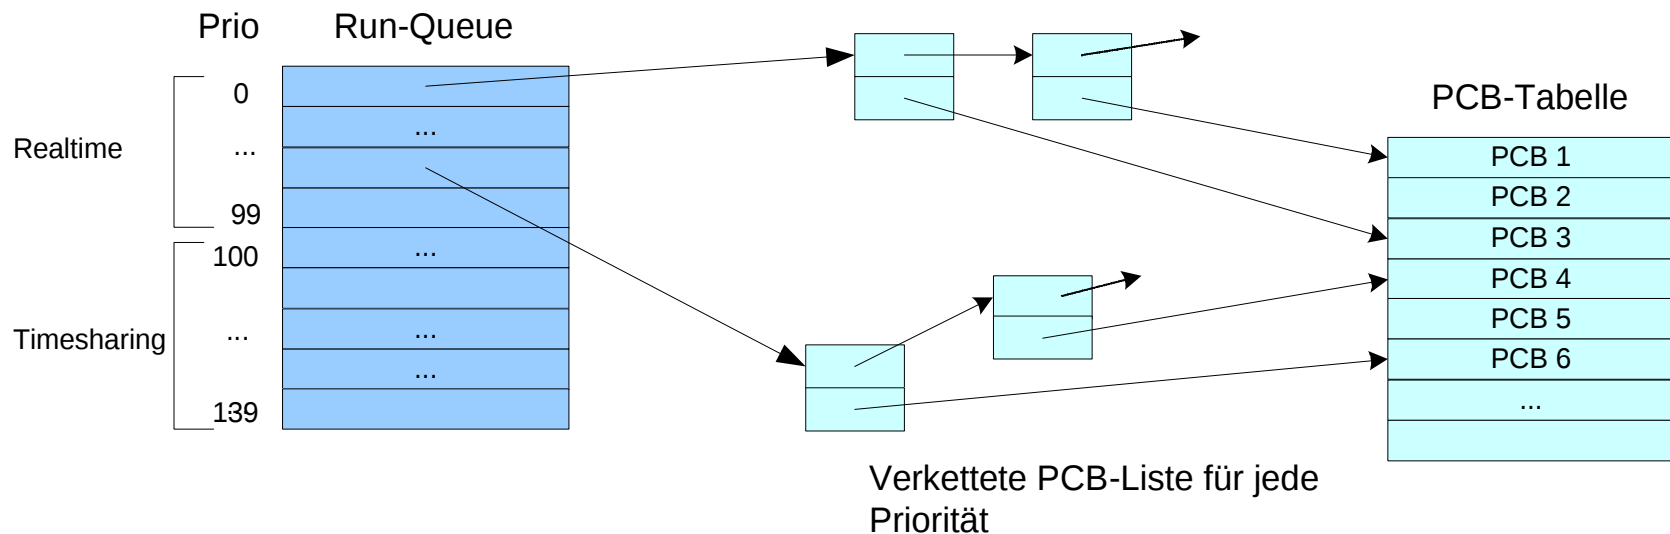 Prio
Run-Queue
PCB-Tabelle
Realtime
0
...
99
Timesharing
100
...
139
...
...
...
...
PCB 1
PCB 2
PCB 3
PCB 4
PCB 5
PCB 6
...
Verkettete PCB-Liste für jede
Priorität